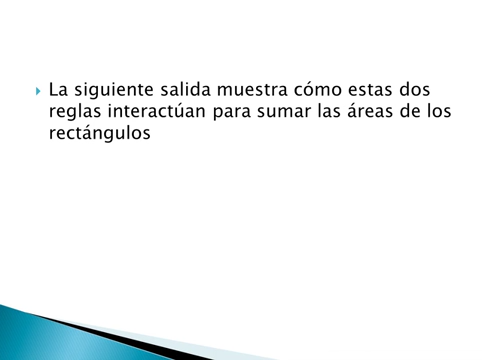 La siguiente salida muestra cómo estas dos
reglas interactúan para sumar las áreas de los
rectángulos